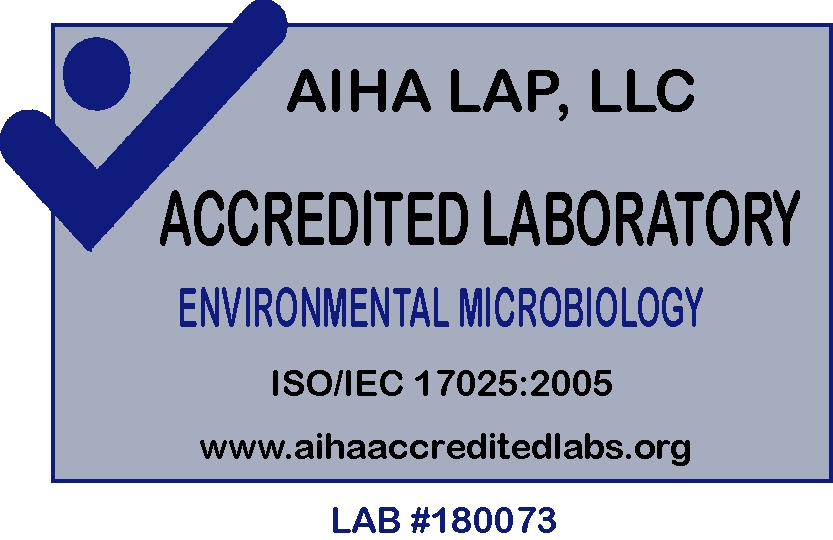 AIHA LAP, LLC
ACCREDITED LABORATORY
ENVIRONMENTAL MICROBIOLOGY
ISO/IEC 17025:2005
www.aihaaccreditedlabs.org
LAB #180073